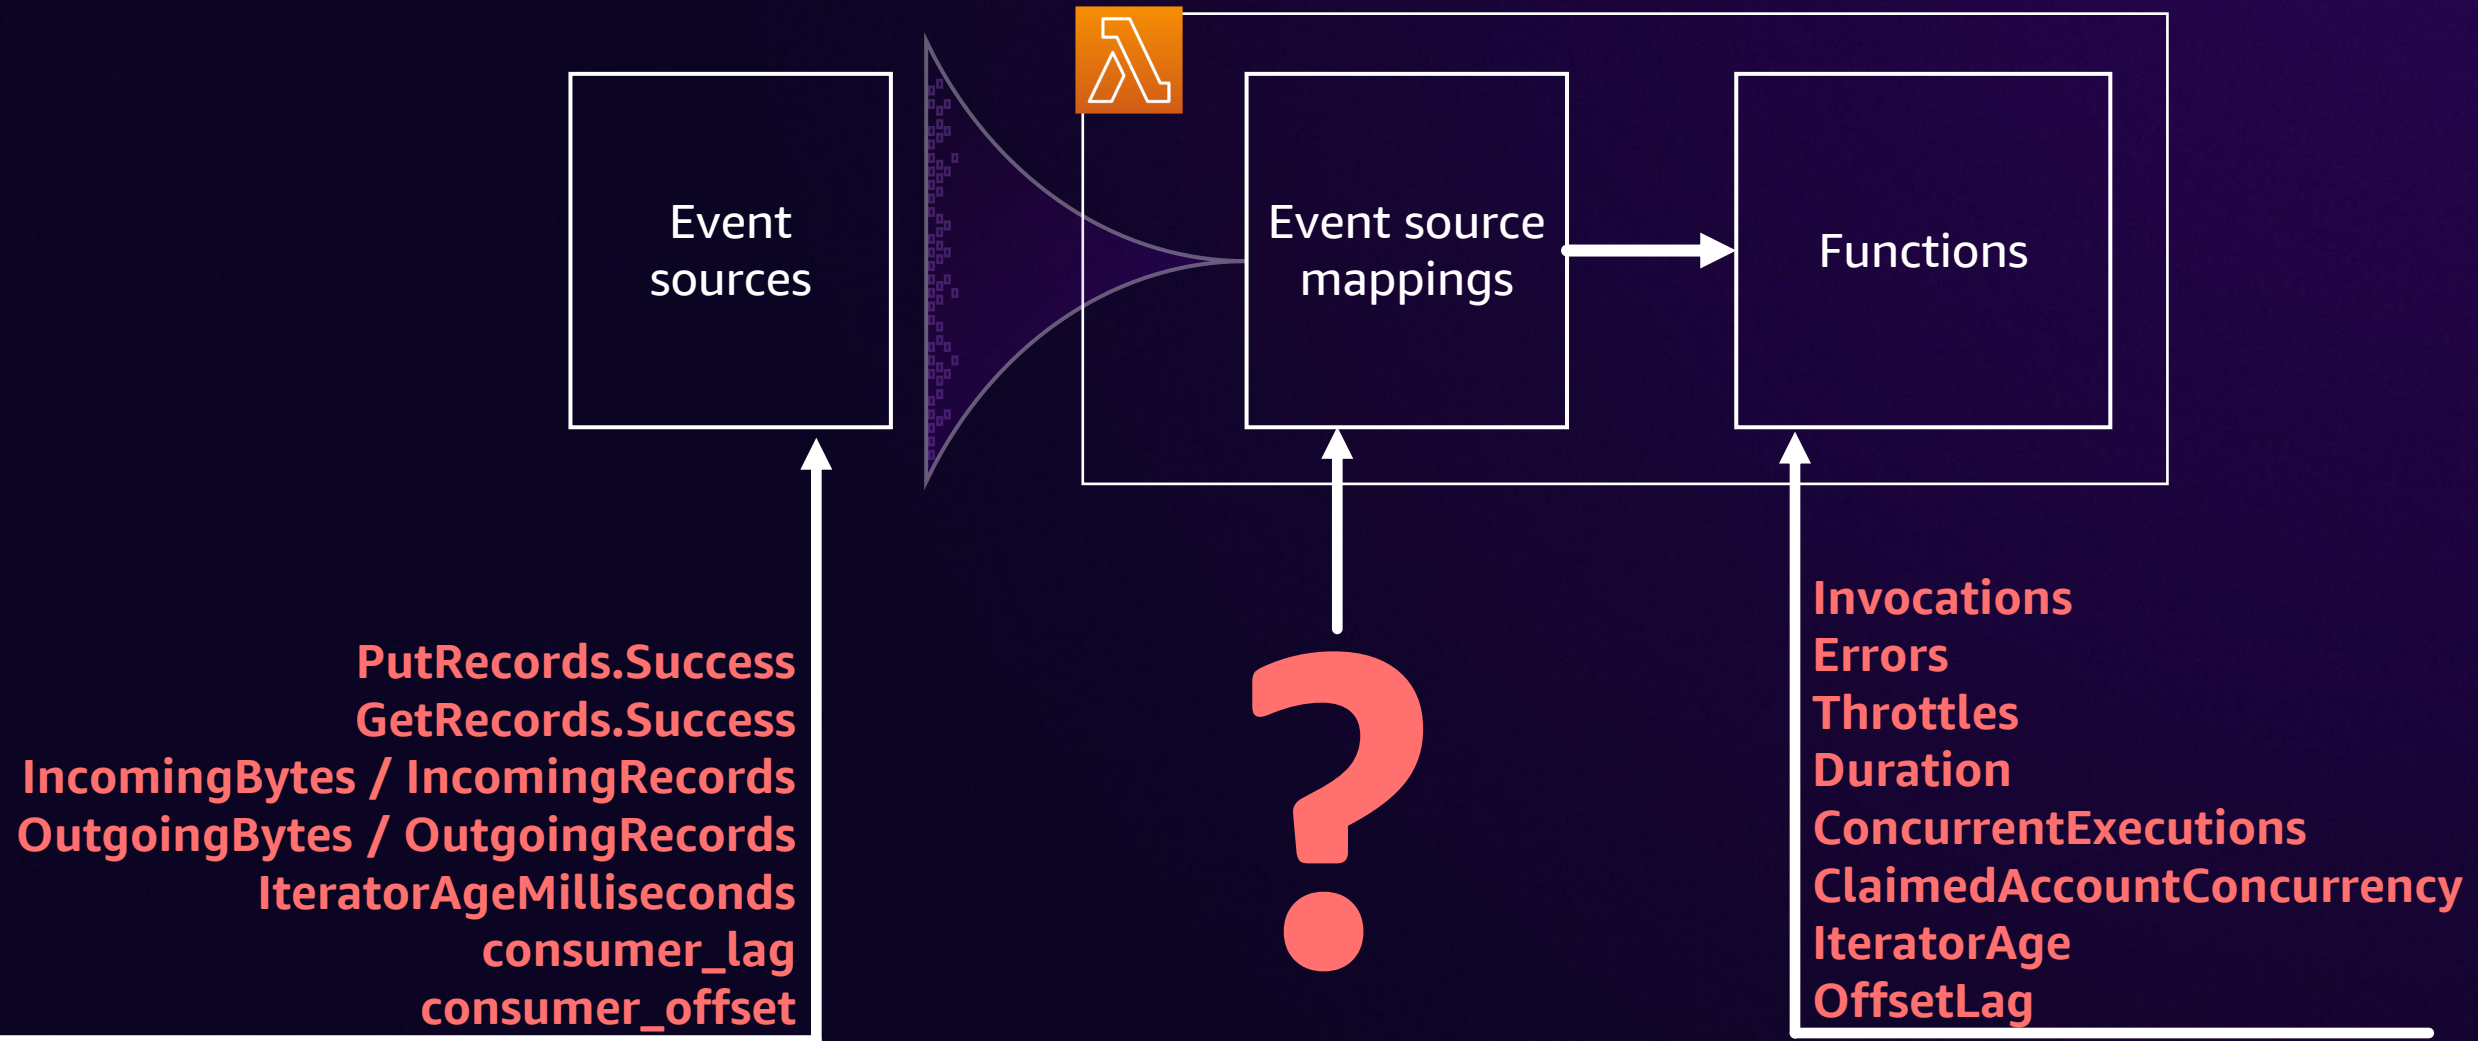 Event
sources
Event source
mappings
Functions
PutRecords.Success
GetRecords.Success
IncomingBytes / IncomingRecords
OutgoingBytes / OutgoingRecords
IteratorAgeMilliseconds
consumer_lag
consumer_offset
?
Invocations
Errors
Throttles
Duration
ConcurrentExecutions
ClaimedAccountConcurrency
IteratorAge
OffsetLag